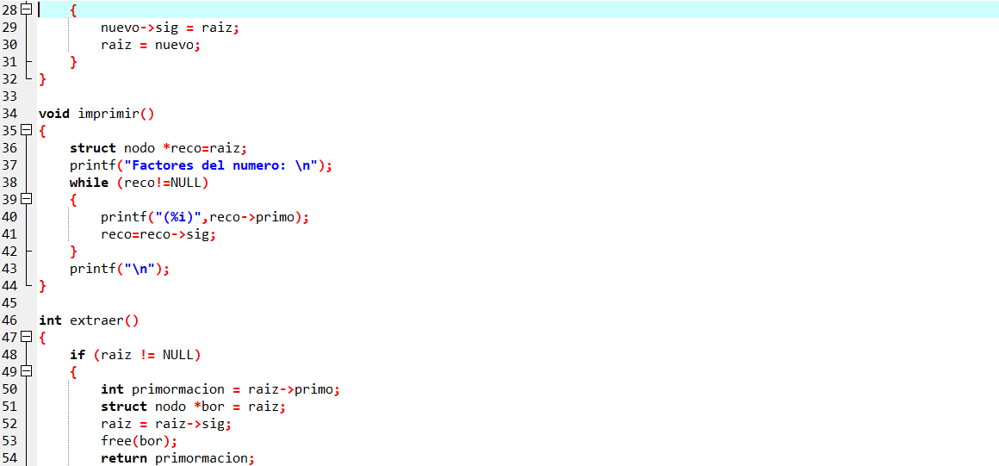 28 {
29 nuevo->sig = raiz;
30 raiz = nuevo;
31 }
32 }
33
34 void imprimir()
35 {
36 struct nodo *reco=raiz;
37 printf("Factores del numero: \n");
38 while (reco!=NULL)
39 {
40 printf("(%i)",reco->primo);
41 reco=reco->sig;
42 }
43 printf("\n");
44 }
45
46 int extraer()
47 {
48 if (raiz != NULL)
49 {
50 int primormacion = raiz->primo;
51 struct nodo *bor = raiz;
52 raiz = raiz->sig;
53 free(bor);
54 return primormacion;